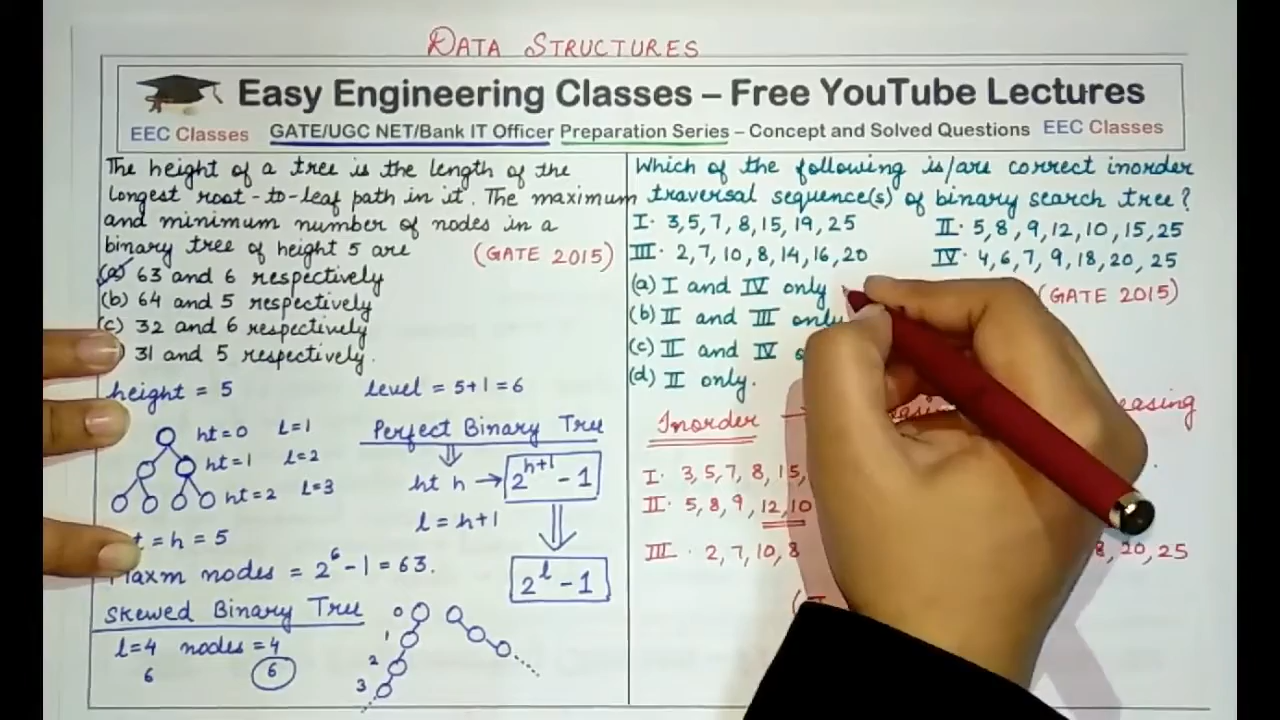 DATA STRUCTURES
Easy Engineering Classes – Free YouTube Lectures
EEC Classes GATE/UGC NET/Bank IT Officer Preparation Series – Concept and Solved Questions EEC Classes
The height of a tree is the length of the
longest root-to-leaf path in it. The maximum
and minimum number of nodes in a
binary tree of height 5 are
(GATE 2015)
(a) 63 and 6 respectively
(b) 64 and 5 respectively
(c) 32 and 6 respectively
) 31 and 5 respectively.
height = 5 level = 5+1 = 6
ht=0 L=1
ht=1 l=2
ht=2 L=3
Perfect Binary Tree
ht h → 2^h+1 - 1
l = h+1
2^l - 1
t = h = 5
Maxm nodes = 2^6 - 1 = 63.
Skewed Binary Tree
l=4 nodes = 4
6 6
0
1
2
3
Which of the following is/are correct inorder
traversal sequence(s) of binary search tree?
I. 3, 5, 7, 8, 15, 19, 25 II. 5, 8, 9, 12, 10, 15, 25
III. 2, 7, 10, 8, 14, 16, 20 IV. 4, 6, 7, 9, 18, 20, 25
(a) I and IV only
(GATE 2015)
(b) II and III only
(c) II and IV
(d) II only.
Inorder →
I. 3, 5, 7, 8, 15,
II. 5, 8, 9, 12, 10
III. 2, 7, 10, 8 8, 20, 25